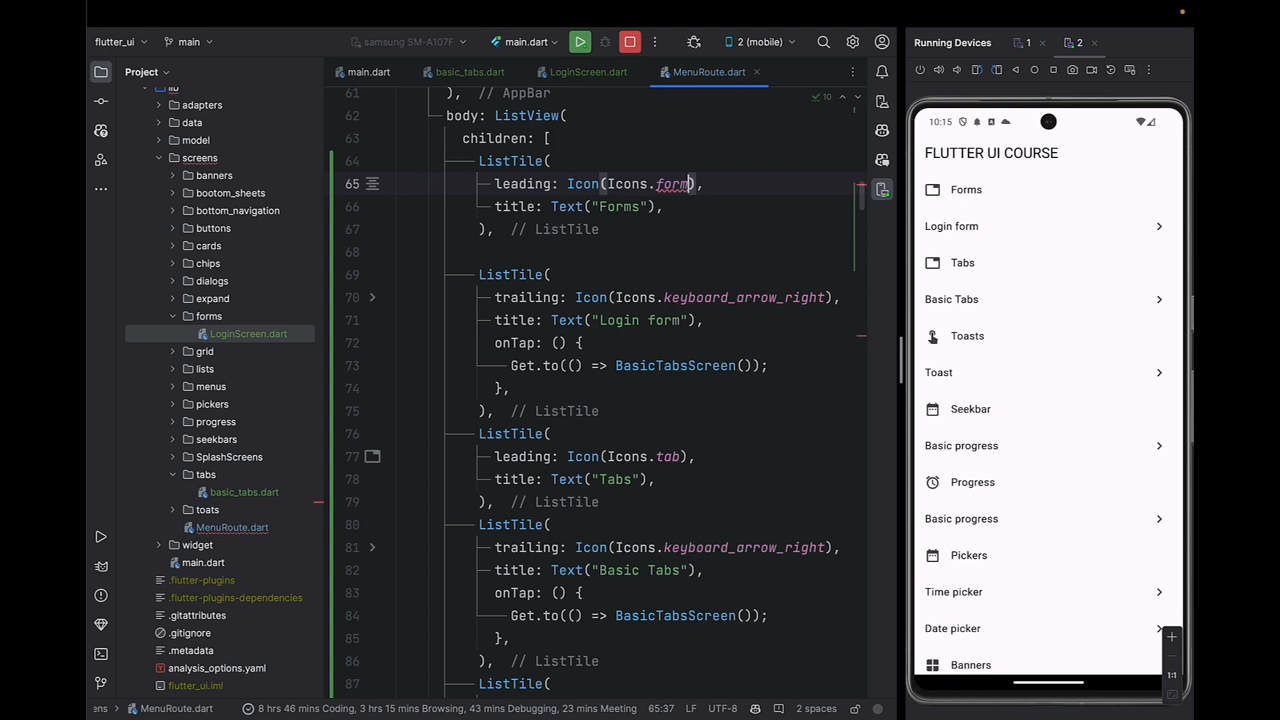 flutter_ui
main
samsung SM-A107F
main.dart
2 (mobile)
Running Devices
1
2
Project
main.dart
basic_tabs.dart
LoginScreen.dart
MenuRoute.dart
lib
adapters
data
model
screens
banners
bootom_sheets
bottom_navigation
buttons
cards
chips
dialogs
expand
forms
LoginScreen.dart
grid
lists
menus
pickers
progress
seekbars
SplashScreens
tabs
basic_tabs.dart
toats
MenuRoute.dart
widget
main.dart
.flutter-plugins
.flutter-plugins-dependencies
.gitattributes
.gitignore
.metadata
analysis_options.yaml
flutter_ui.iml
10
61 ), // AppBar
62 body: ListView(
63 children: [
64 ListTile(
65 leading: Icon(Icons.form),
66 title: Text("Forms"),
67 ), // ListTile
68
69 ListTile(
70 trailing: Icon(Icons.keyboard_arrow_right),
71 title: Text("Login form"),
72 onTap: () {
73 Get.to(() => BasicTabsScreen());
74 },
75 ), // ListTile
76 ListTile(
77 leading: Icon(Icons.tab),
78 title: Text("Tabs"),
79 ), // ListTile
80 ListTile(
81 trailing: Icon(Icons.keyboard_arrow_right),
82 title: Text("Basic Tabs"),
83 onTap: () {
84 Get.to(() => BasicTabsScreen());
85 },
86 ), // ListTile
87 ListTile(
10:15
FLUTTER UI COURSE
Forms
Login form
Tabs
Basic Tabs
Toasts
Toast
Seekbar
Basic progress
Progress
Basic progress
Pickers
Time picker
Date picker
Banners
1:1
ens
MenuRoute.dart
8 hrs 46 mins Coding, 3 hrs 15 mins Browsing, 43 mins Debugging, 23 mins Meeting
65:37
LF
UTF-8
2 spaces